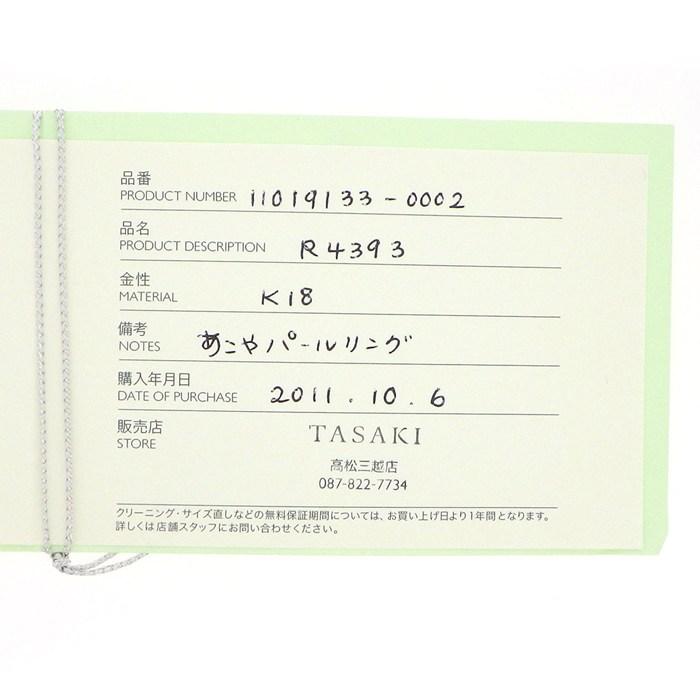 品番
PRODUCT NUMBER 11019133-0002
品名
PRODUCT DESCRIPTION R4393
金性
MATERIAL K18
備考
NOTES あこやパールリング
購入年月日
DATE OF PURCHASE 2011.10.6
販売店
STORE TASAKI
高松三越店
087-822-7734
クリーニング・サイズ直しなどの無料保証期間については、お買い上げ日より1年間となります。
詳しくは店舗スタッフにお問い合わせください。